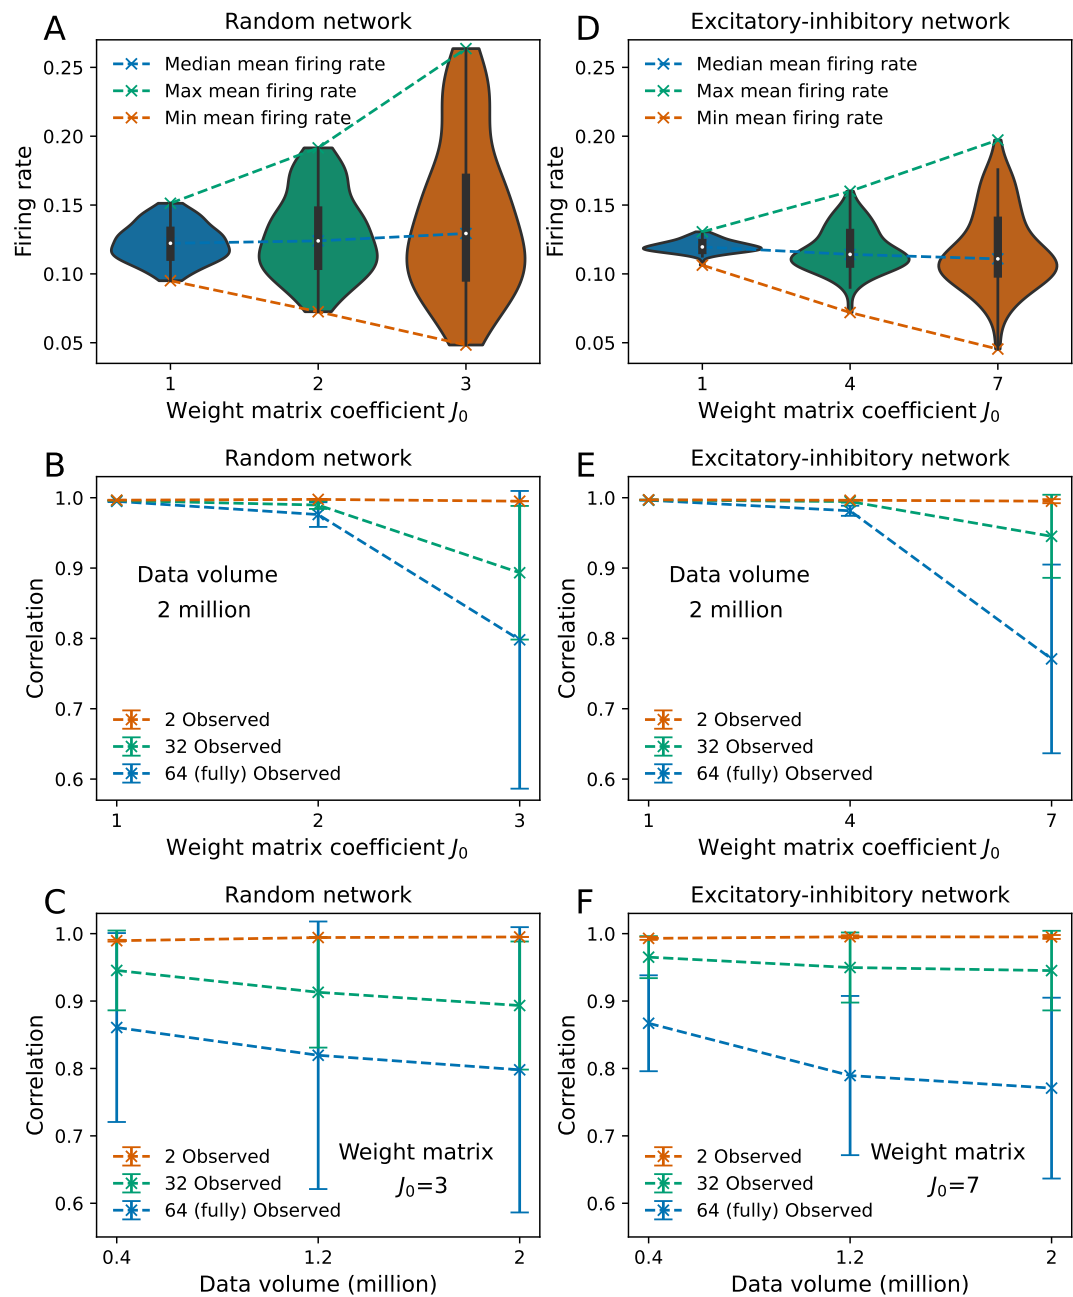 A
Random network
Median mean firing rate
Max mean firing rate
Min mean firing rate
0.25
0.20
0.15
0.10
0.05
Firing rate
1
2
3
Weight matrix coefficient J0
D
Excitatory-inhibitory network
Median mean firing rate
Max mean firing rate
Min mean firing rate
0.25
0.20
0.15
0.10
0.05
Firing rate
1
4
7
Weight matrix coefficient J0
B
Random network
1.0
0.9
0.8
0.7
0.6
Correlation
Data volume
2 million
2 Observed
32 Observed
64 (fully) Observed
1
2
3
Weight matrix coefficient J0
E
Excitatory-inhibitory network
1.0
0.9
0.8
0.7
0.6
Correlation
Data volume
2 million
2 Observed
32 Observed
64 (fully) Observed
1
4
7
Weight matrix coefficient J0
C
Random network
1.0
0.9
0.8
0.7
0.6
Correlation
2 Observed
32 Observed
64 (fully) Observed
Weight matrix
J0=3
0.4
1.2
2
Data volume (million)
F
Excitatory-inhibitory network
1.0
0.9
0.8
0.7
0.6
Correlation
2 Observed
32 Observed
64 (fully) Observed
Weight matrix
J0=7
0.4
1.2
2
Data volume (million)